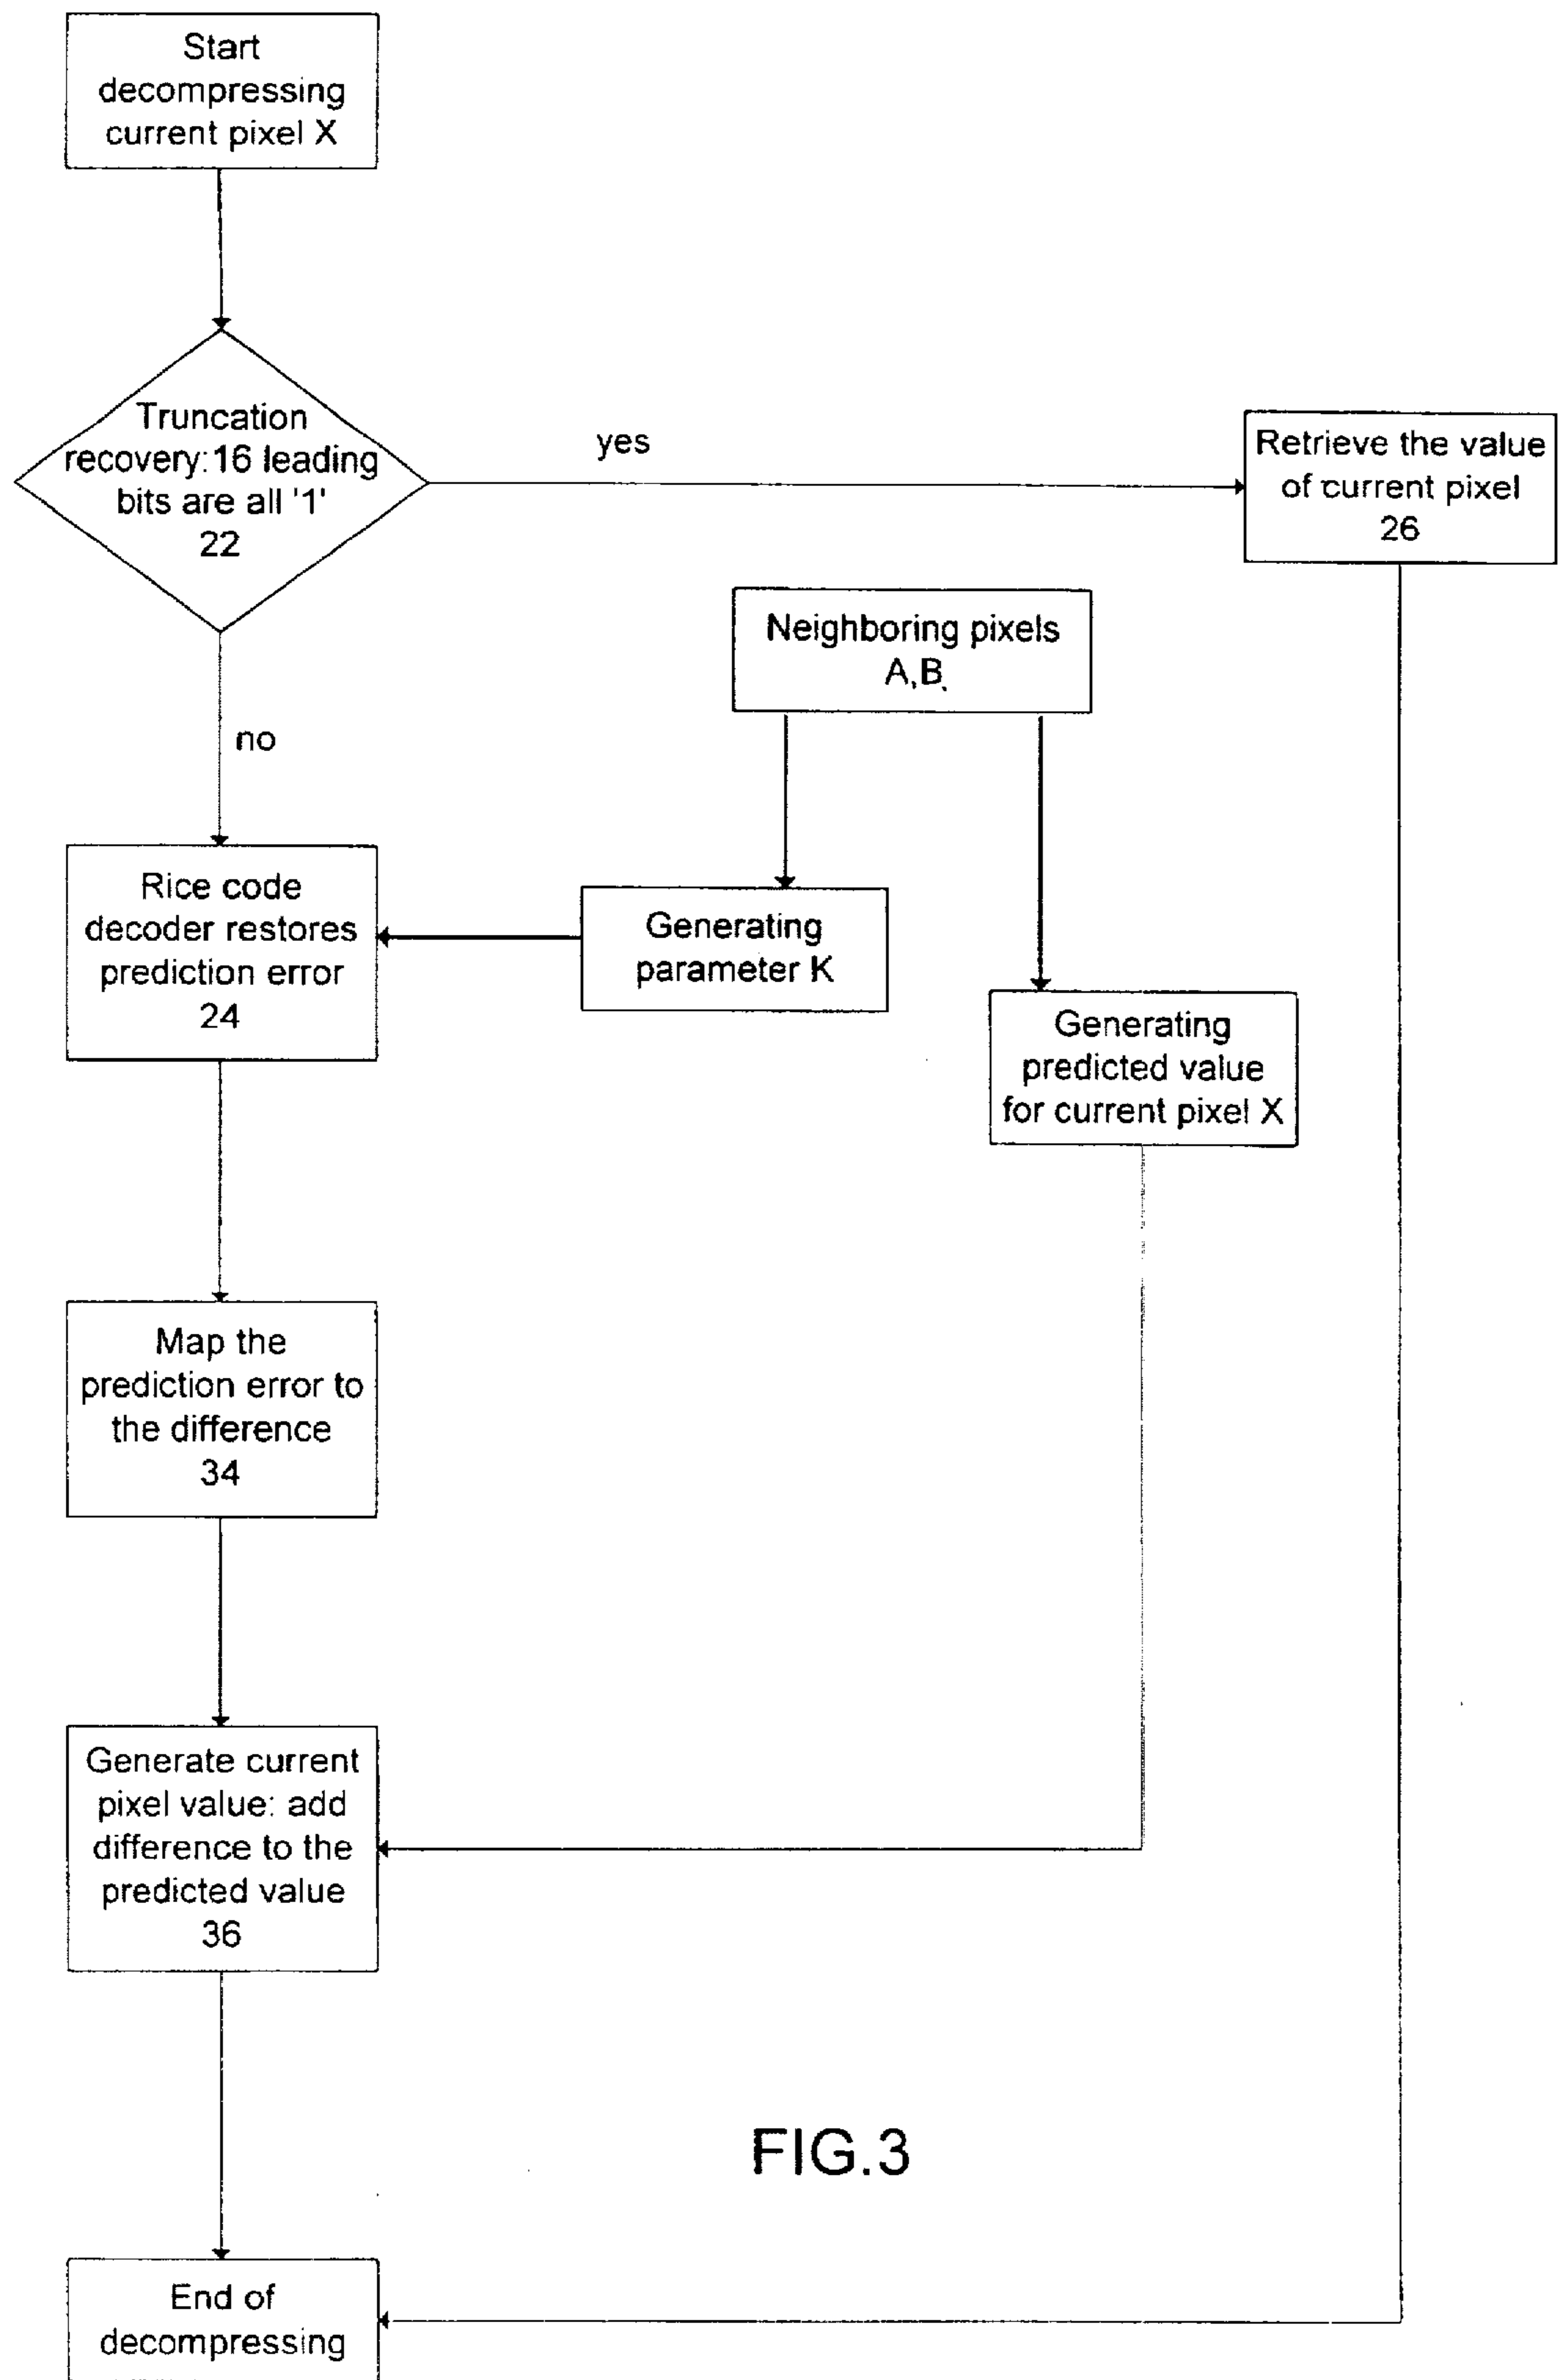 Start
decompressing
current pixel X
Truncation
recovery:16 leading
bits are all '1'
22
yes
Retrieve the value
of current pixel
26
Neighboring pixels
A,B,
no
Rice code
decoder restores
prediction error
24
Generating
parameter K
Generating
predicted value
for current pixel X
Map the
prediction error to
the difference
34
Generate current
pixel value: add
difference to the
predicted value
36
FIG.3
End of
decompressing